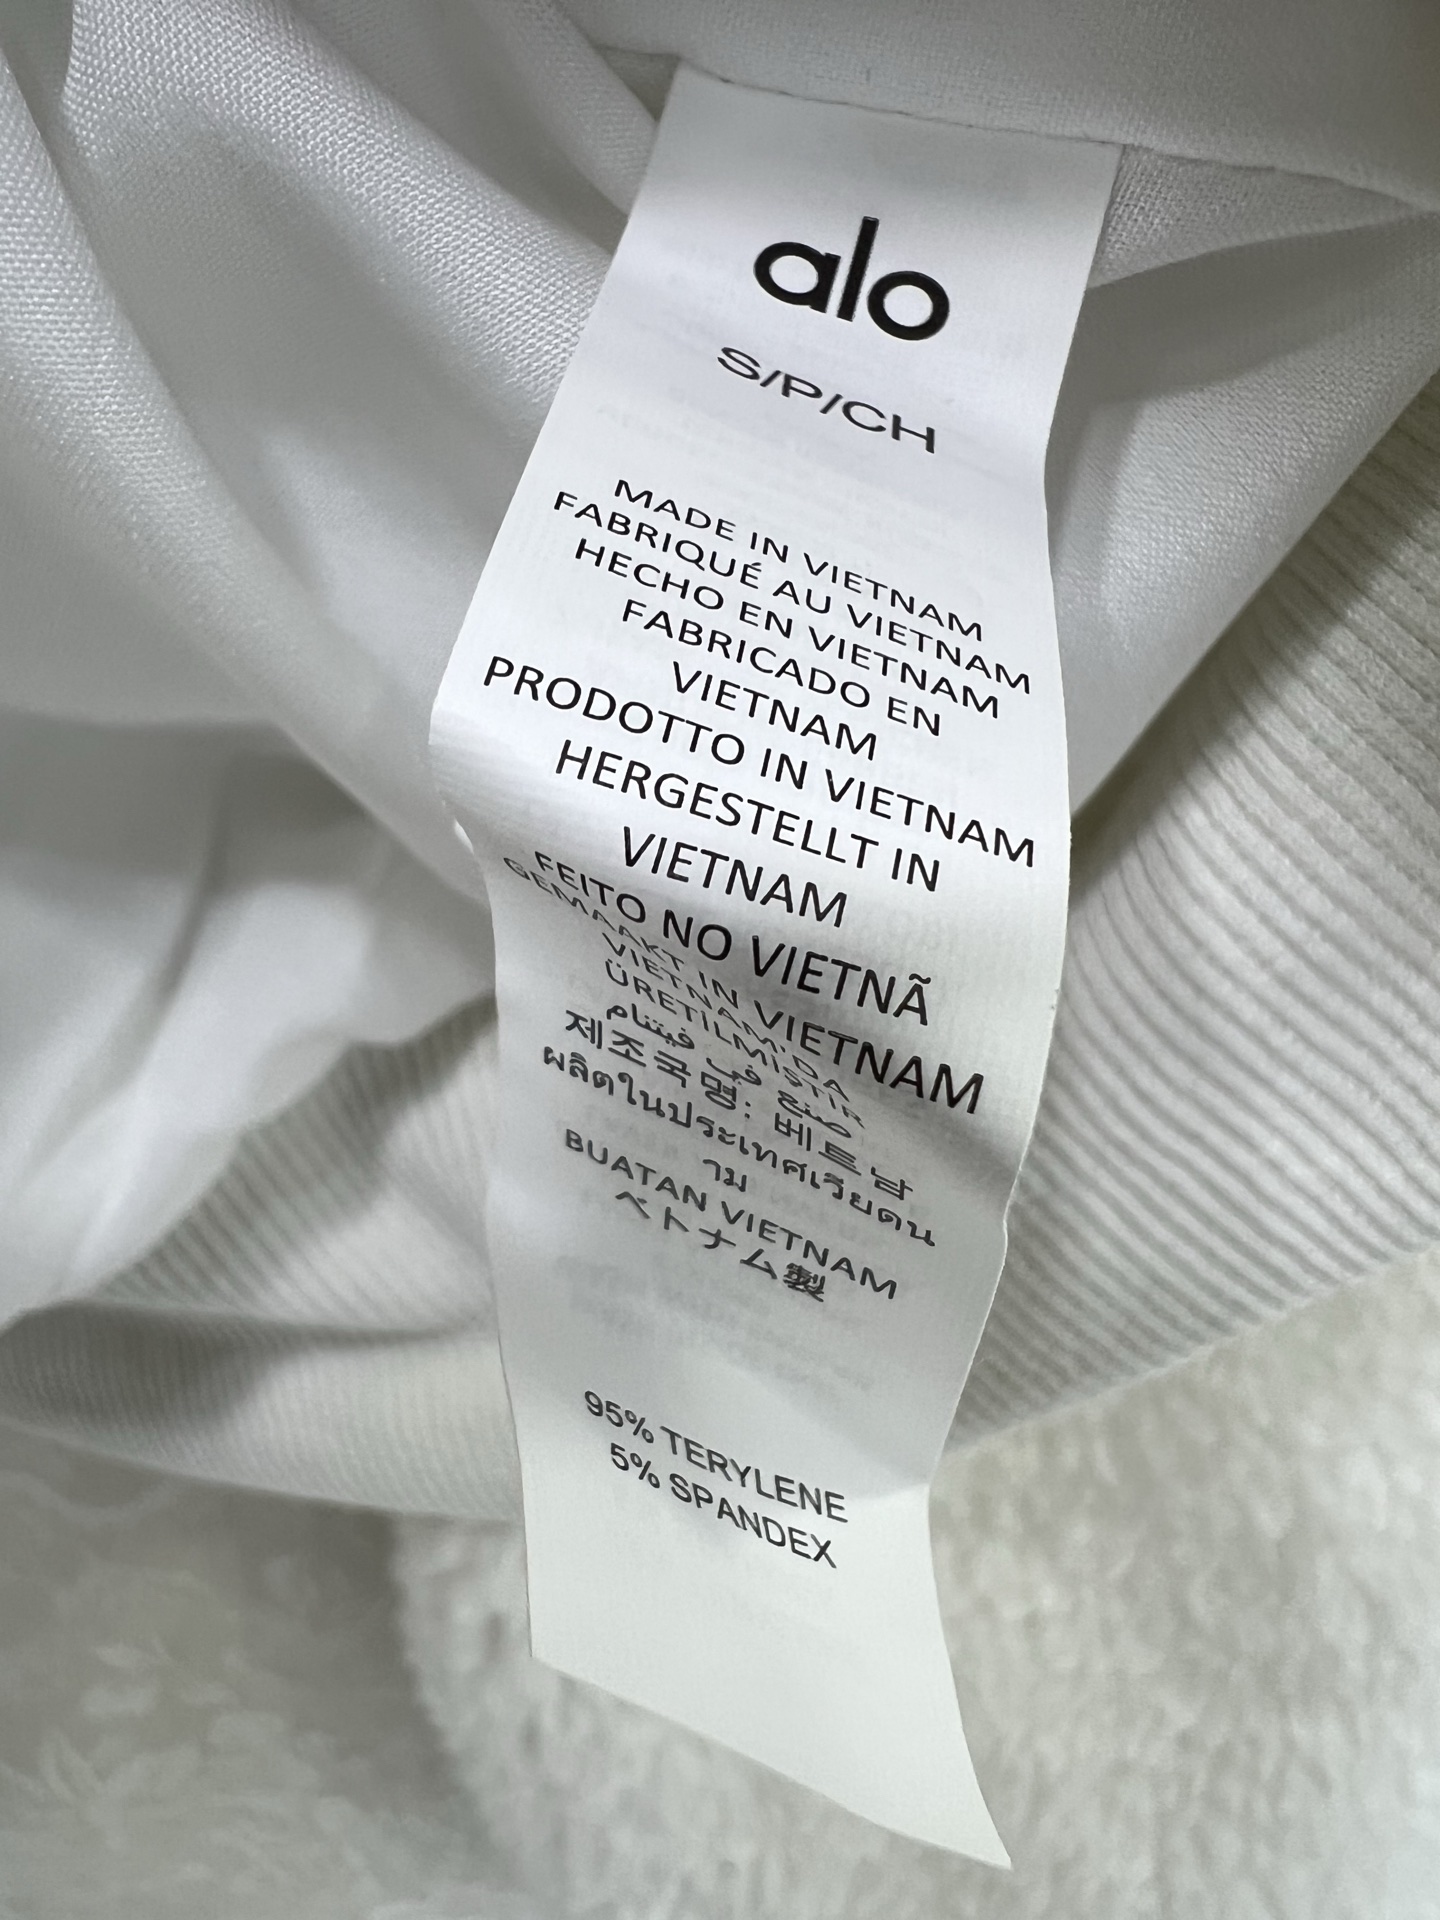 alo
S/P/CH
MADE IN VIETNAM
FABRIQUÉ AU VIETNAM
HECHO EN VIETNAM
FABRICADO EN
VIETNAM
PRODOTTO IN VIETNAM
HERGESTELLT IN
VIETNAM
FEITO NO VIETNÃ
GEMAAKT IN VIETNAM
VIETNAM'DA
ÜRETILMIŞTIR
صنع في فيتنام
제조국명: 베트남
ผลิตในประเทศเวียดน
าม
BUATAN VIETNAM
ベトナム製
95% TERYLENE
5% SPANDEX